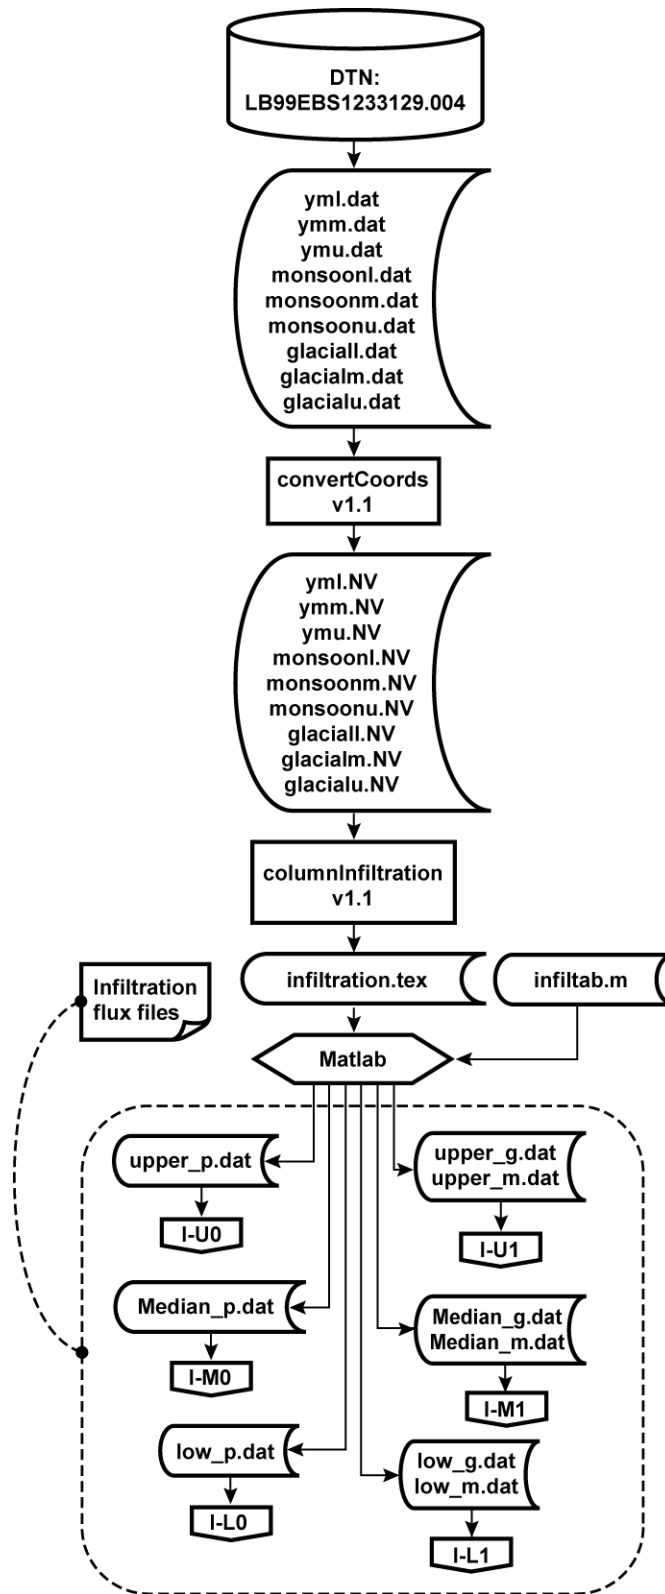 DTN:
LB99EBS1233129.004
yml.dat
ymm.dat
ymu.dat
monsoonl.dat
monsoonm.dat
monsoonu.dat
glaciall.dat
glacialm.dat
glacialu.dat
convertCoords
v1.1
yml.NV
ymm.NV
ymu.NV
monsoonl.NV
monsoonm.NV
monsoonu.NV
glaciall.NV
glacialm.NV
glacialu.NV
columnInfiltration
v1.1
Infiltration
flux files
infiltration.tex
infiltab.m
Matlab
upper_p.dat
I-U0
upper_g.dat
upper_m.dat
I-U1
Median_p.dat
I-M0
Median_g.dat
Median_m.dat
I-M1
low_p.dat
I-L0
low_g.dat
low_m.dat
I-L1